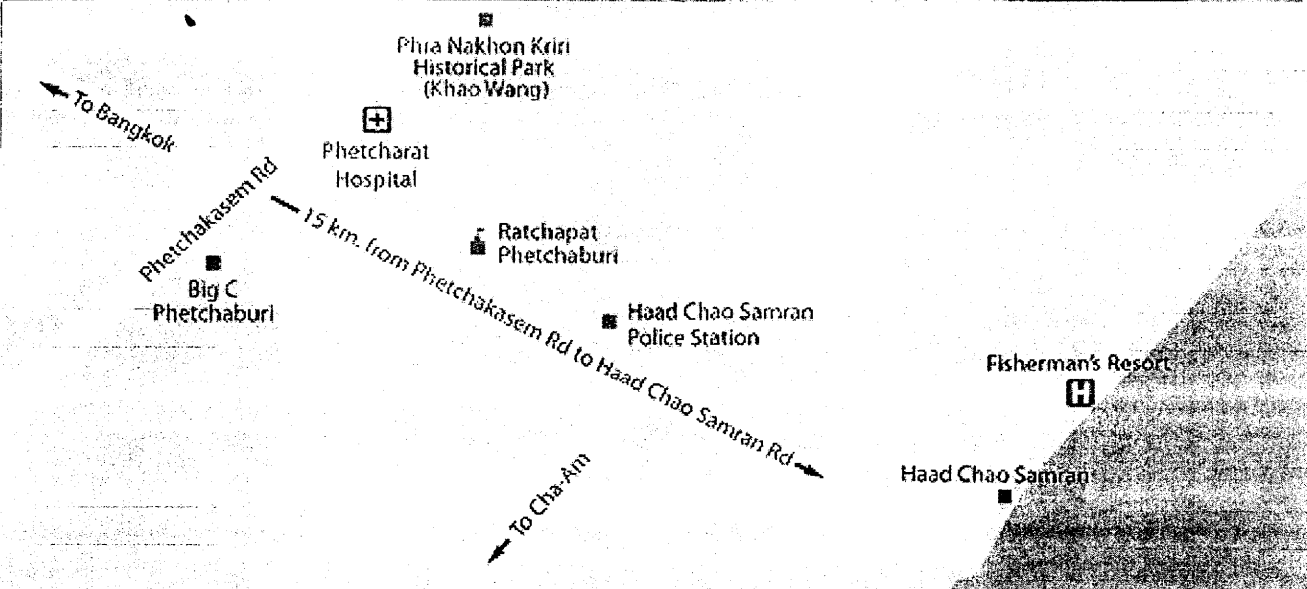 Phra Nakhon Kriri
Historical Park
(Khao Wang)
To Bangkok
Phetcharat
Hospital
Phetchakasem Rd
15 km. from Phetchakasem Rd to Haad Chao Samran Rd
Ratchapat
Phetchaburi
Big C
Phetchaburi
Haad Chao Samran
Police Station
Fisherman's Resort
H
Haad Chao Samran
To Cha-Am